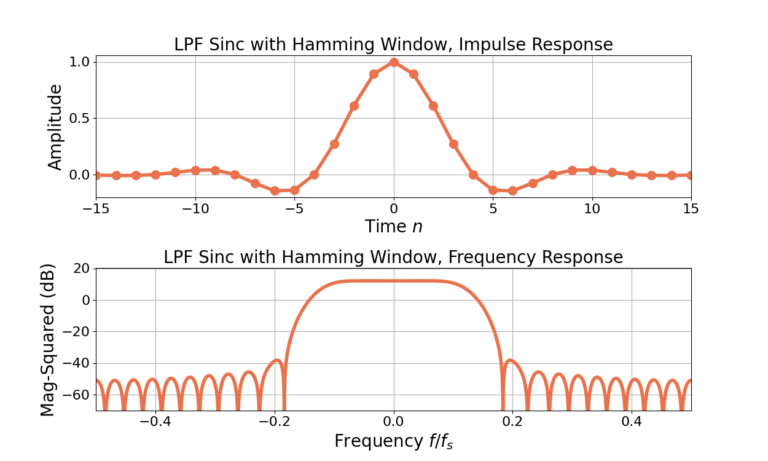 LPF Sinc with Hamming Window, Impulse Response
Amplitude
1.0
0.5
0.0
−15 −10 −5 0 5 10 15
Time n
LPF Sinc with Hamming Window, Frequency Response
Mag-Squared (dB)
20
0
−20
−40
−60
−0.4 −0.2 0.0 0.2 0.4
Frequency f/fs